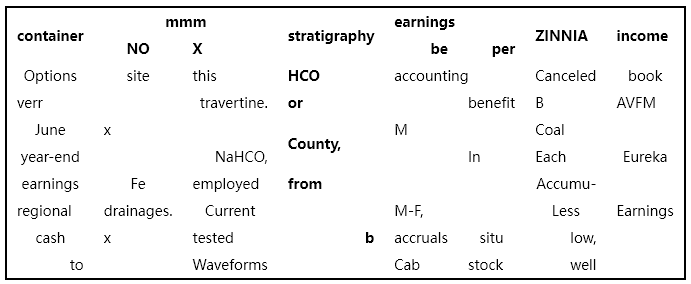 container mmm stratigraphy earnings ZINNIA income
NO X be per
Options site this HCO accounting Canceled book
verr travertine. or benefit B AVFM
June x County, M Coal
year-end NaHCO, In Each Eureka
earnings Fe employed from Accumu-
regional drainages. Current M-F, Less Earnings
cash x tested b accruals situ low,
to Waveforms Cab stock well